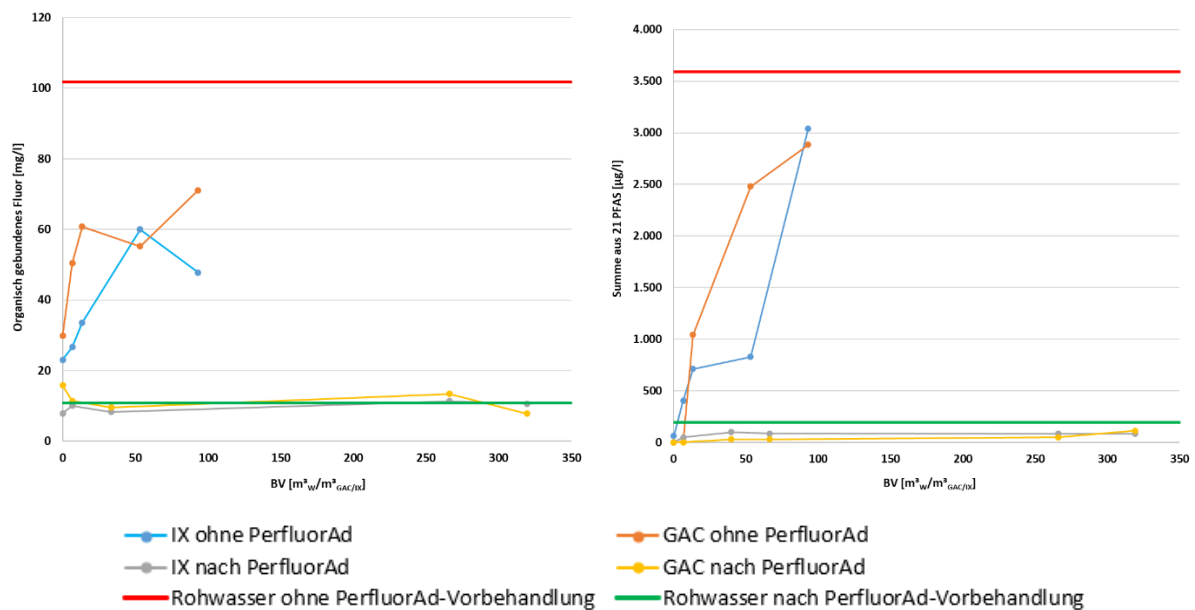 Organisch gebundenes Fluor [mg/l]
120
100
80
60
40
20
0
0 50 100 150 200 250 300 350
BV [m³W/m³GAC/IX]
Summe aus 21 PFAS [µg/l]
4.000
3.500
3.000
2.500
2.000
1.500
1.000
500
0
0 50 100 150 200 250 300 350
BV [m³W/m³GAC/IX]
IX ohne PerfluorAd GAC ohne PerfluorAd
IX nach PerfluorAd GAC nach PerfluorAd
Rohwasser ohne PerfluorAd-Vorbehandlung Rohwasser nach PerfluorAd-Vorbehandlung